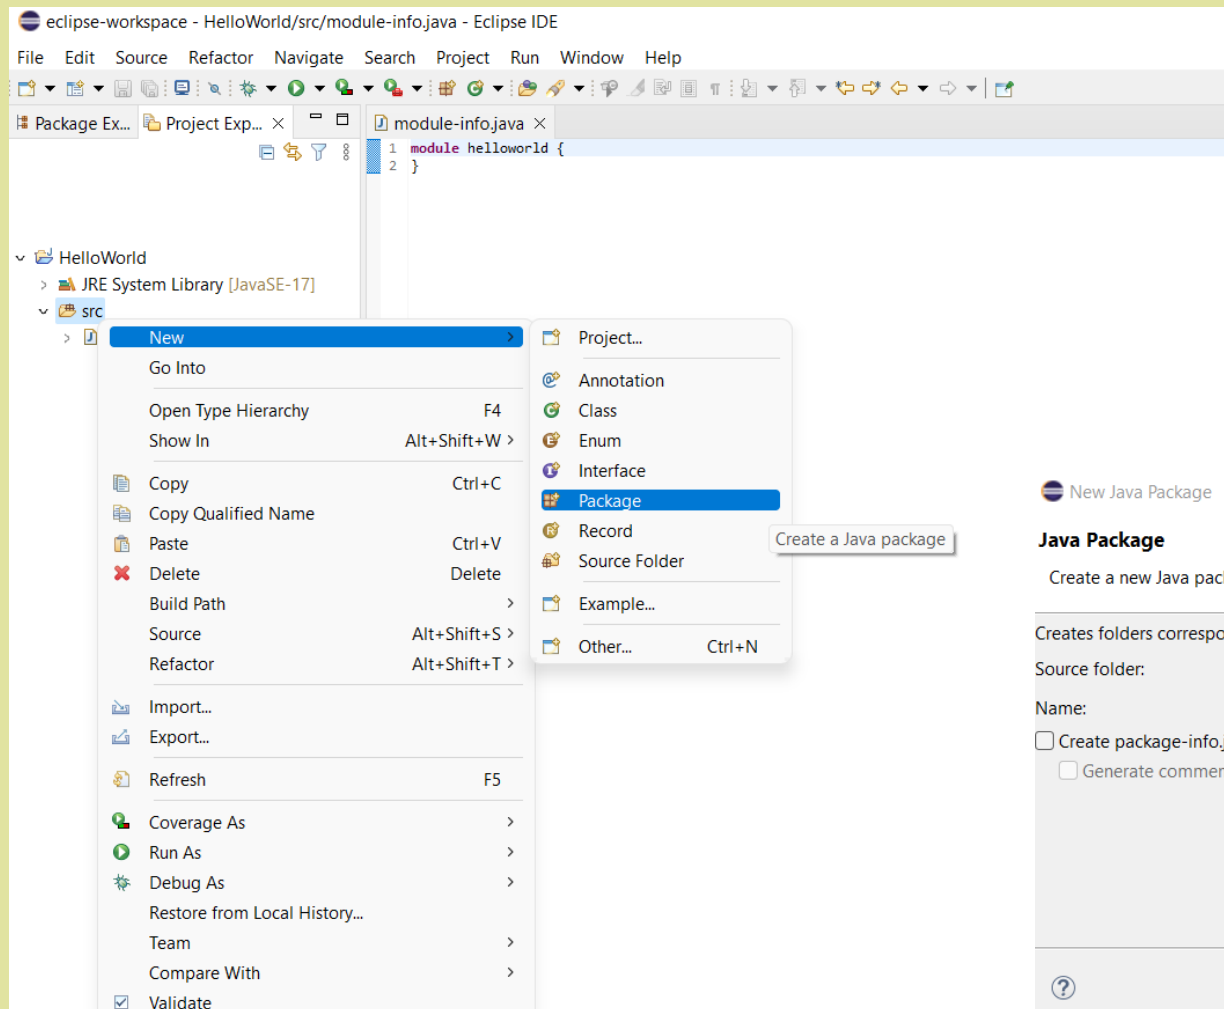 eclipse-workspace - HelloWorld/src/module-info.java - Eclipse IDE
File Edit Source Refactor Navigate Search Project Run Window Help
Package Ex... Project Exp... module-info.java
1 module helloworld {
2 }
HelloWorld
JRE System Library [JavaSE-17]
src
New
Go Into
Open Type Hierarchy F4
Show In Alt+Shift+W
Copy Ctrl+C
Copy Qualified Name
Paste Ctrl+V
Delete Delete
Build Path
Source Alt+Shift+S
Refactor Alt+Shift+T
Import...
Export...
Refresh F5
Coverage As
Run As
Debug As
Restore from Local History...
Team
Compare With
Validate
Project...
Annotation
Class
Enum
Interface
Package
Record
Source Folder
Example...
Other... Ctrl+N
Create a Java package
New Java Package
Java Package
Create a new Java pac
Creates folders correspo
Source folder:
Name:
Create package-info.j
Generate commen